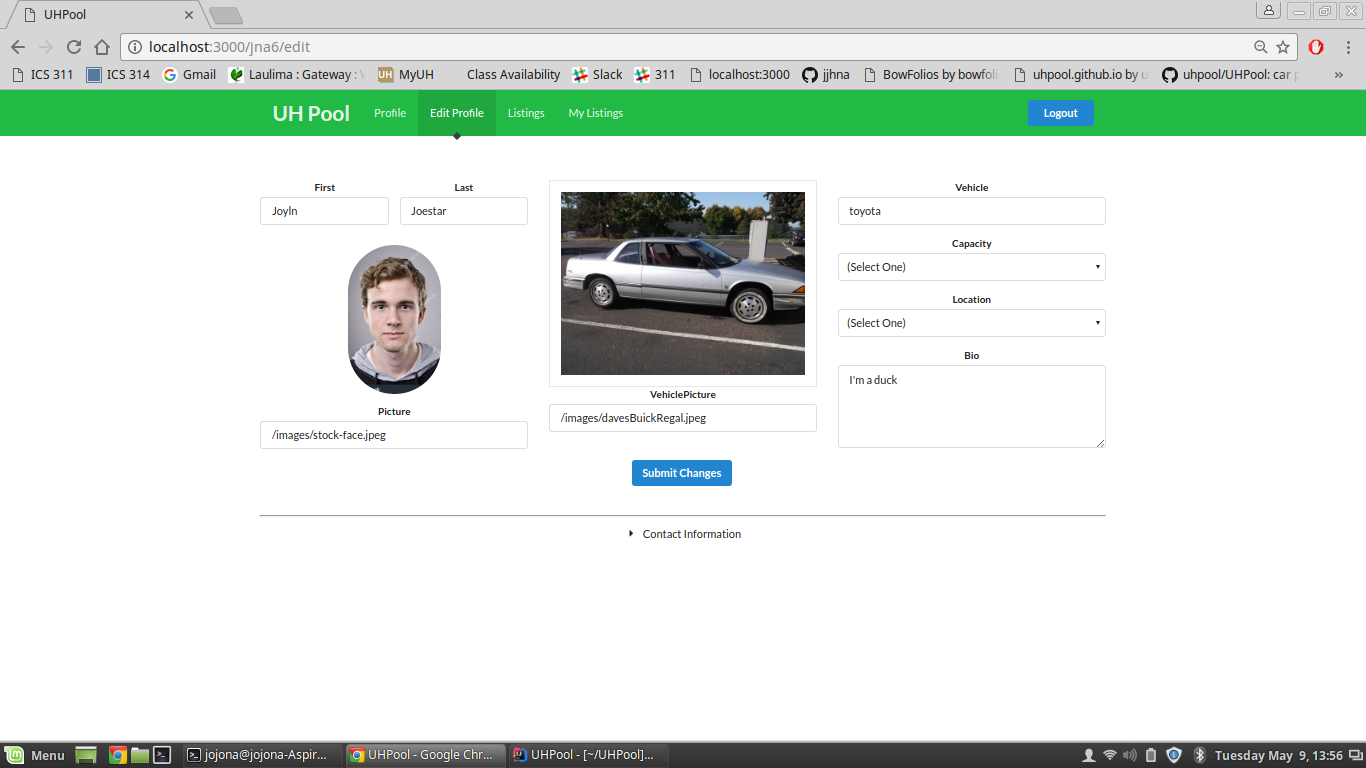 UHPool
localhost:3000/jna6/edit
ICS 311 ICS 314 Gmail Laulima : Gateway : UH MyUH Class Availability Slack 311 localhost:3000 jjhna BowFolios by bowfoli uhpool.github.io by u uhpool/UHPool: car p »
UH Pool Profile Edit Profile Listings My Listings Logout
First Last
Joyln Joestar
Picture
/images/stock-face.jpeg
VehiclePicture
/images/davesBuickRegal.jpeg
Vehicle
toyota
Capacity
(Select One)
Location
(Select One)
Bio
I'm a duck
Submit Changes
Contact Information
Menu jojona@jojona-Aspir... UHPool - Google Chr... UHPool - [~/UHPool]... Tuesday May 9, 13:56